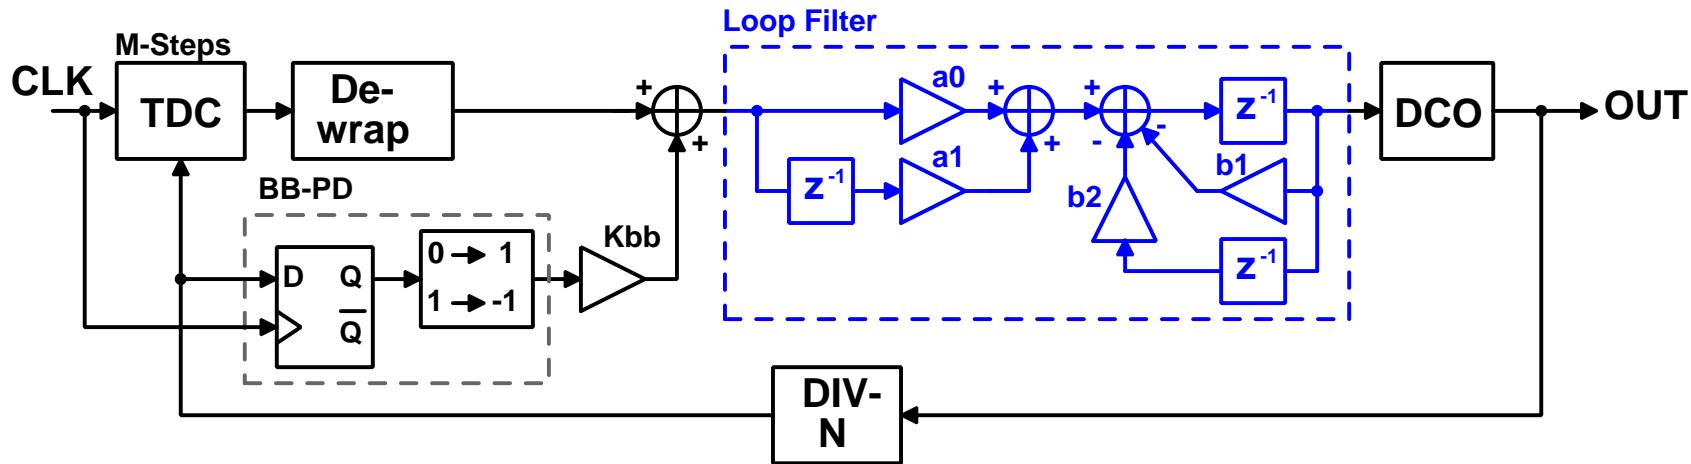 Loop Filter
M-Steps
CLK
TDC
De-
wrap
+
+
a0
+
+
a1
z⁻¹
+
-
-
z⁻¹
b1
b2
z⁻¹
DCO
OUT
BB-PD
D Q
Q̅
0 → 1
1 → -1
Kbb
DIV-
N